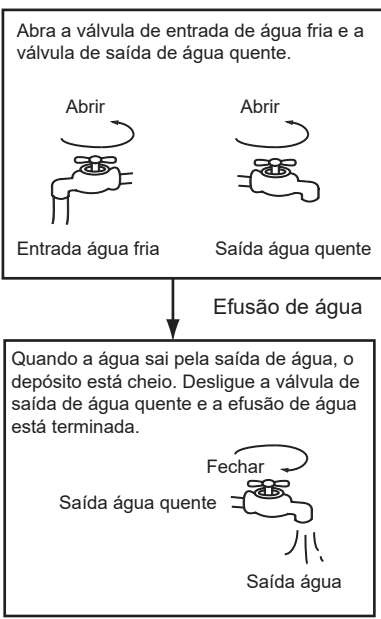 Abra a válvula de entrada de água fria e a
válvula de saída de água quente.
Abrir
Abrir
Entrada água fria
Saída água quente
Efusão de água
Quando a água sai pela saída de água, o
depósito está cheio. Desligue a válvula de
saída de água quente e a efusão de água
está terminada.
Fechar
Saída água quente
Saída água